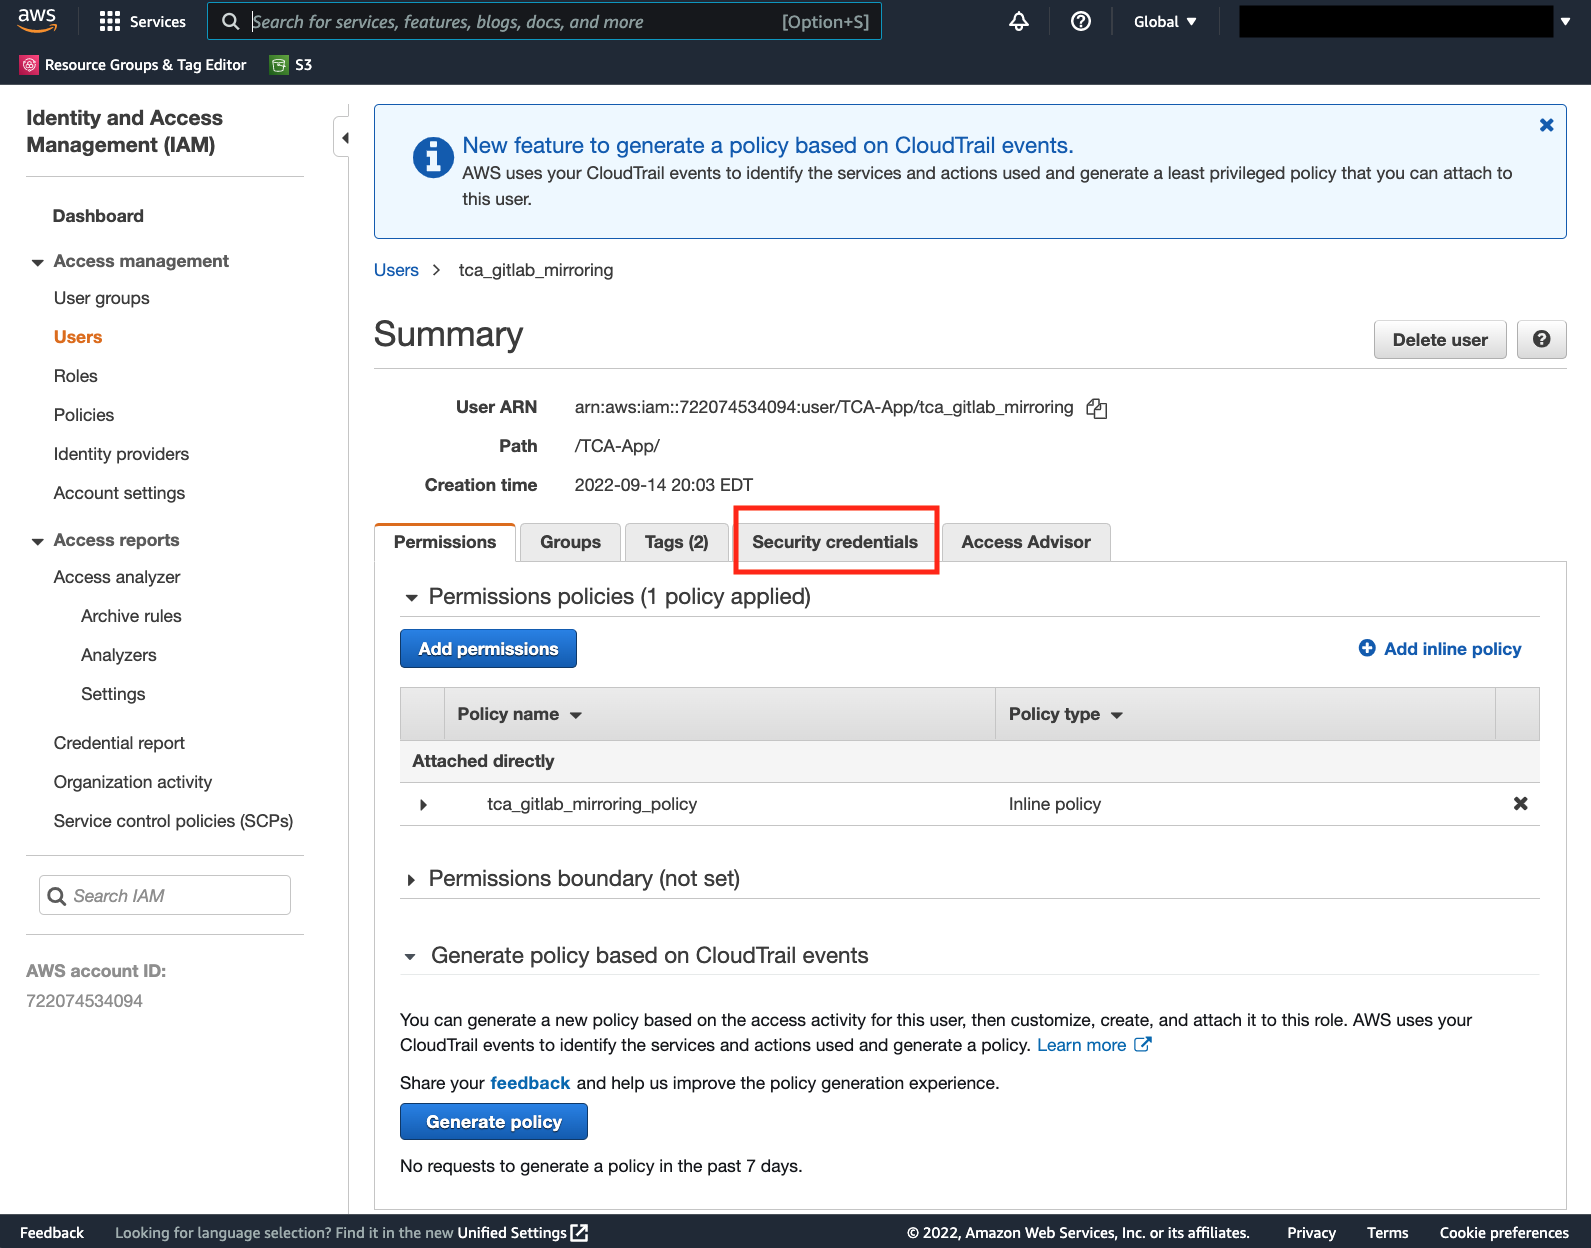 aws
Services
Search for services, features, blogs, docs, and more [Option+S]
Global
Resource Groups & Tag Editor
S3
Identity and Access
Management (IAM)
Dashboard
Access management
User groups
Users
Roles
Policies
Identity providers
Account settings
Access reports
Access analyzer
Archive rules
Analyzers
Settings
Credential report
Organization activity
Service control policies (SCPs)
Search IAM
AWS account ID:
722074534094
New feature to generate a policy based on CloudTrail events.
AWS uses your CloudTrail events to identify the services and actions used and generate a least privileged policy that you can attach to
this user.
Users > tca_gitlab_mirroring
Summary
Delete user
User ARN arn:aws:iam::722074534094:user/TCA-App/tca_gitlab_mirroring
Path /TCA-App/
Creation time 2022-09-14 20:03 EDT
Permissions Groups Tags (2) Security credentials Access Advisor
Permissions policies (1 policy applied)
Add permissions
Add inline policy
Policy name Policy type
Attached directly
tca_gitlab_mirroring_policy Inline policy
Permissions boundary (not set)
Generate policy based on CloudTrail events
You can generate a new policy based on the access activity for this user, then customize, create, and attach it to this role. AWS uses your
CloudTrail events to identify the services and actions used and generate a policy. Learn more
Share your feedback and help us improve the policy generation experience.
Generate policy
No requests to generate a policy in the past 7 days.
Feedback Looking for language selection? Find it in the new Unified Settings © 2022, Amazon Web Services, Inc. or its affiliates. Privacy Terms Cookie preferences